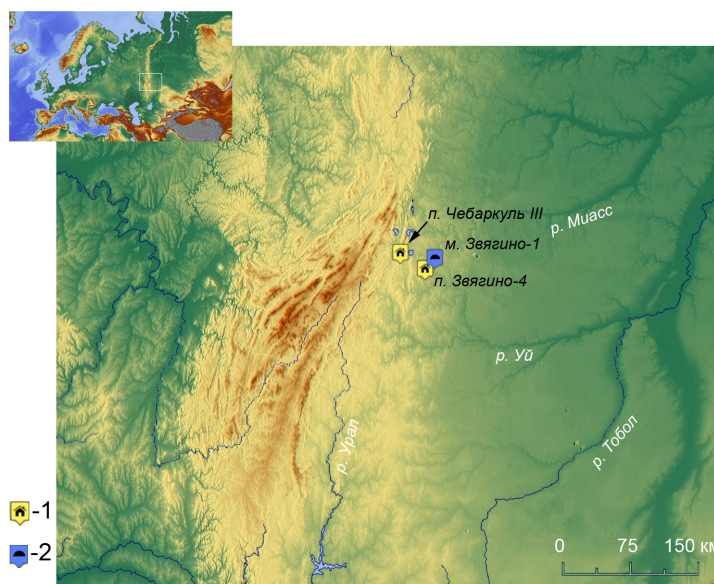 п. Чебаркуль III
р. Миасс
м. Звягино-1
п. Звягино-4
р. Уй
р. Урал
р. Тобол
-1
-2
0 75 150 км